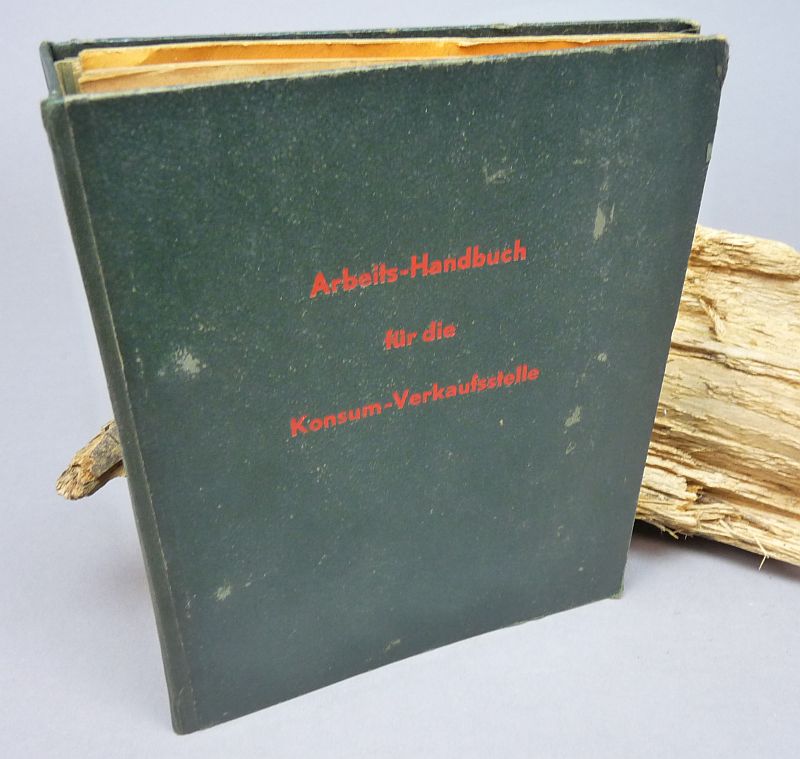 Arbeits-Handbuch
für die
Konsum-Verkaufsstelle